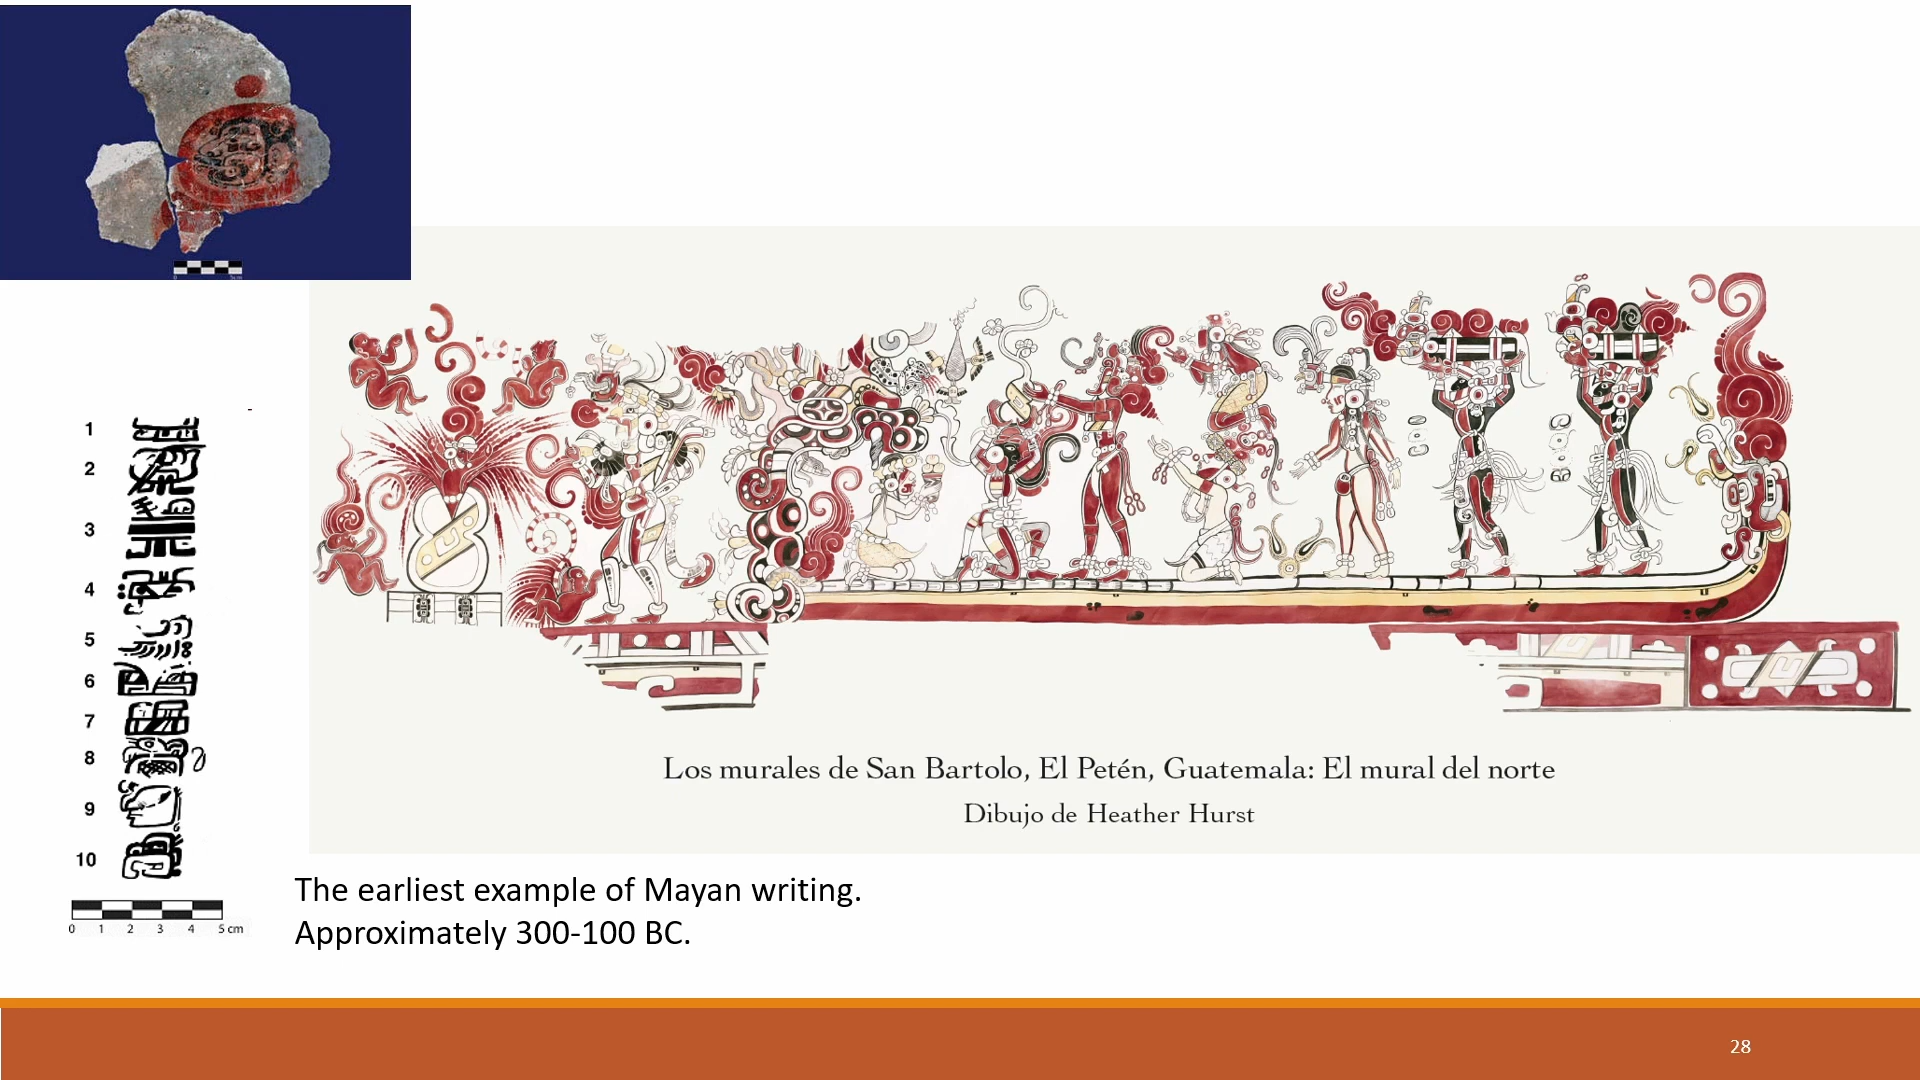 1
2
3
4
5
6
7
8
9
10
0 1 2 3 4 5 cm
Los murales de San Bartolo, El Petén, Guatemala: El mural del norte
Dibujo de Heather Hurst
The earliest example of Mayan writing.
Approximately 300-100 BC.
28